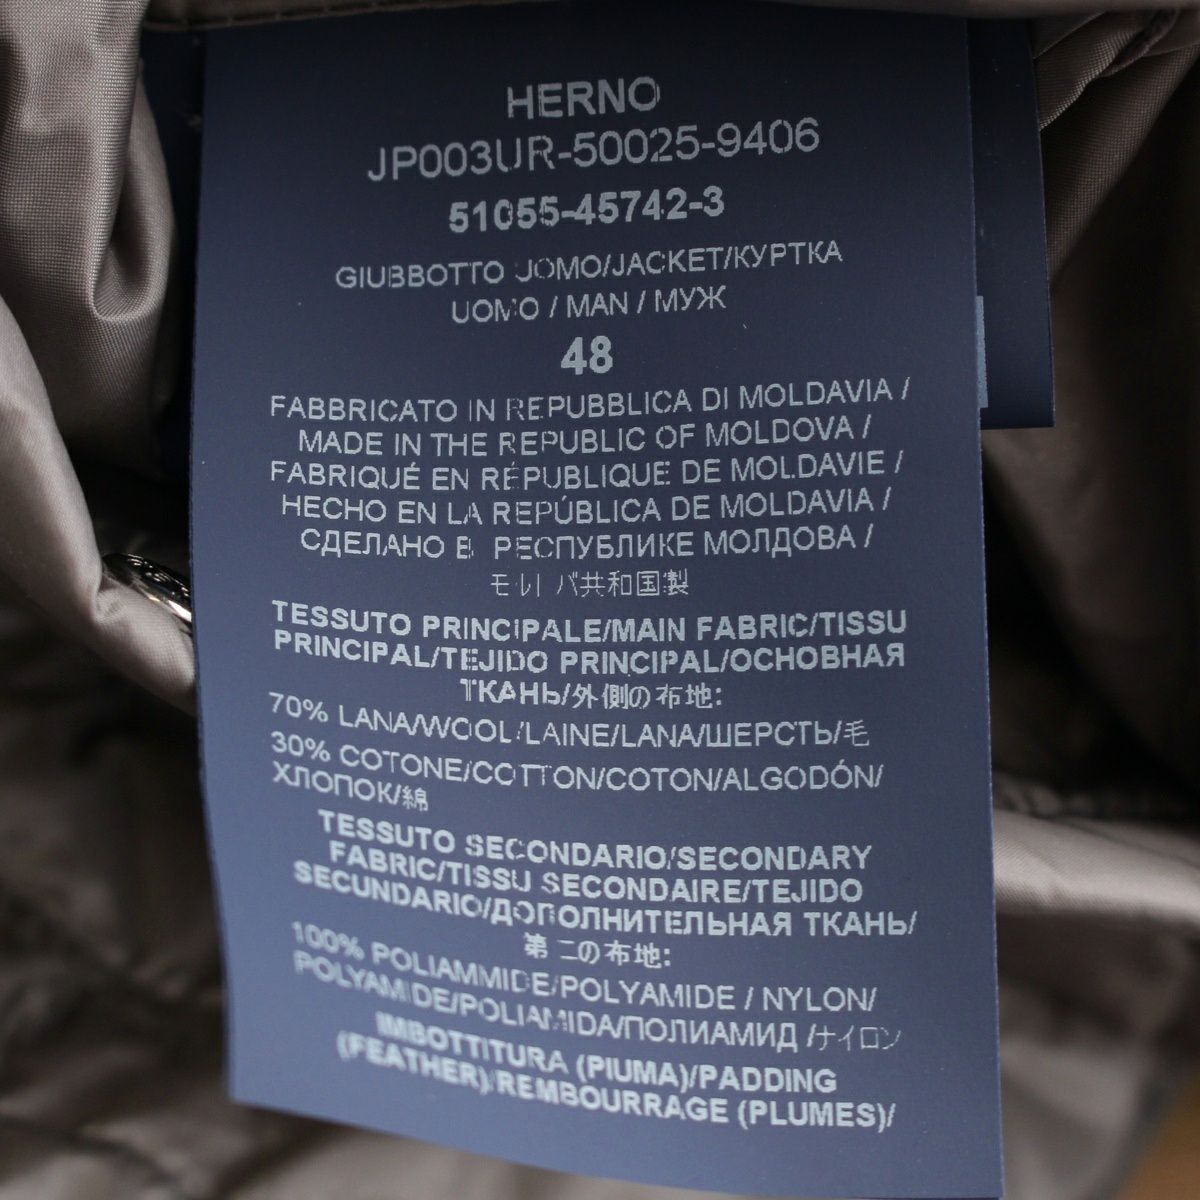 HERNO
JP003UR-50025-9406
51055-45742-3
GIUBBOTTO UOMO/JACKET/КУРТКА
UOMO / MAN / МУЖ
48
FABBRICATO IN REPUBBLICA DI MOLDAVIA /
MADE IN THE REPUBLIC OF MOLDOVA /
FABRIQUÉ EN RÉPUBLIQUE DE MOLDAVIE /
HECHO EN LA REPÚBLICA DE MOLDAVIA /
СДЕЛАНО В РЕСПУБЛИКЕ МОЛДОВА /
モルドバ共和国製
TESSUTO PRINCIPALE/MAIN FABRIC/TISSU
PRINCIPAL/TEJIDO PRINCIPAL/ОСНОВНАЯ
ТКАНЬ/外側の布地:
70% LANA/WOOL/LAINE/LANA/ШЕРСТЬ/毛
30% COTONE/COTTON/COTON/ALGODÓN/
ХЛОПОК/綿
TESSUTO SECONDARIO/SECONDARY
FABRIC/TISSU SECONDAIRE/TEJIDO
SECUNDARIO/ДОПОЛНИТЕЛЬНАЯ ТКАНЬ/
第二の布地:
100% POLIAMMIDE/POLYAMIDE / NYLON/
POLYAMIDE/POLIAMIDA/ПОЛИАМИД /ナイロン
IMBOTTITURA (PIUMA)/PADDING
(FEATHER)/REMBOURRAGE (PLUMES)/